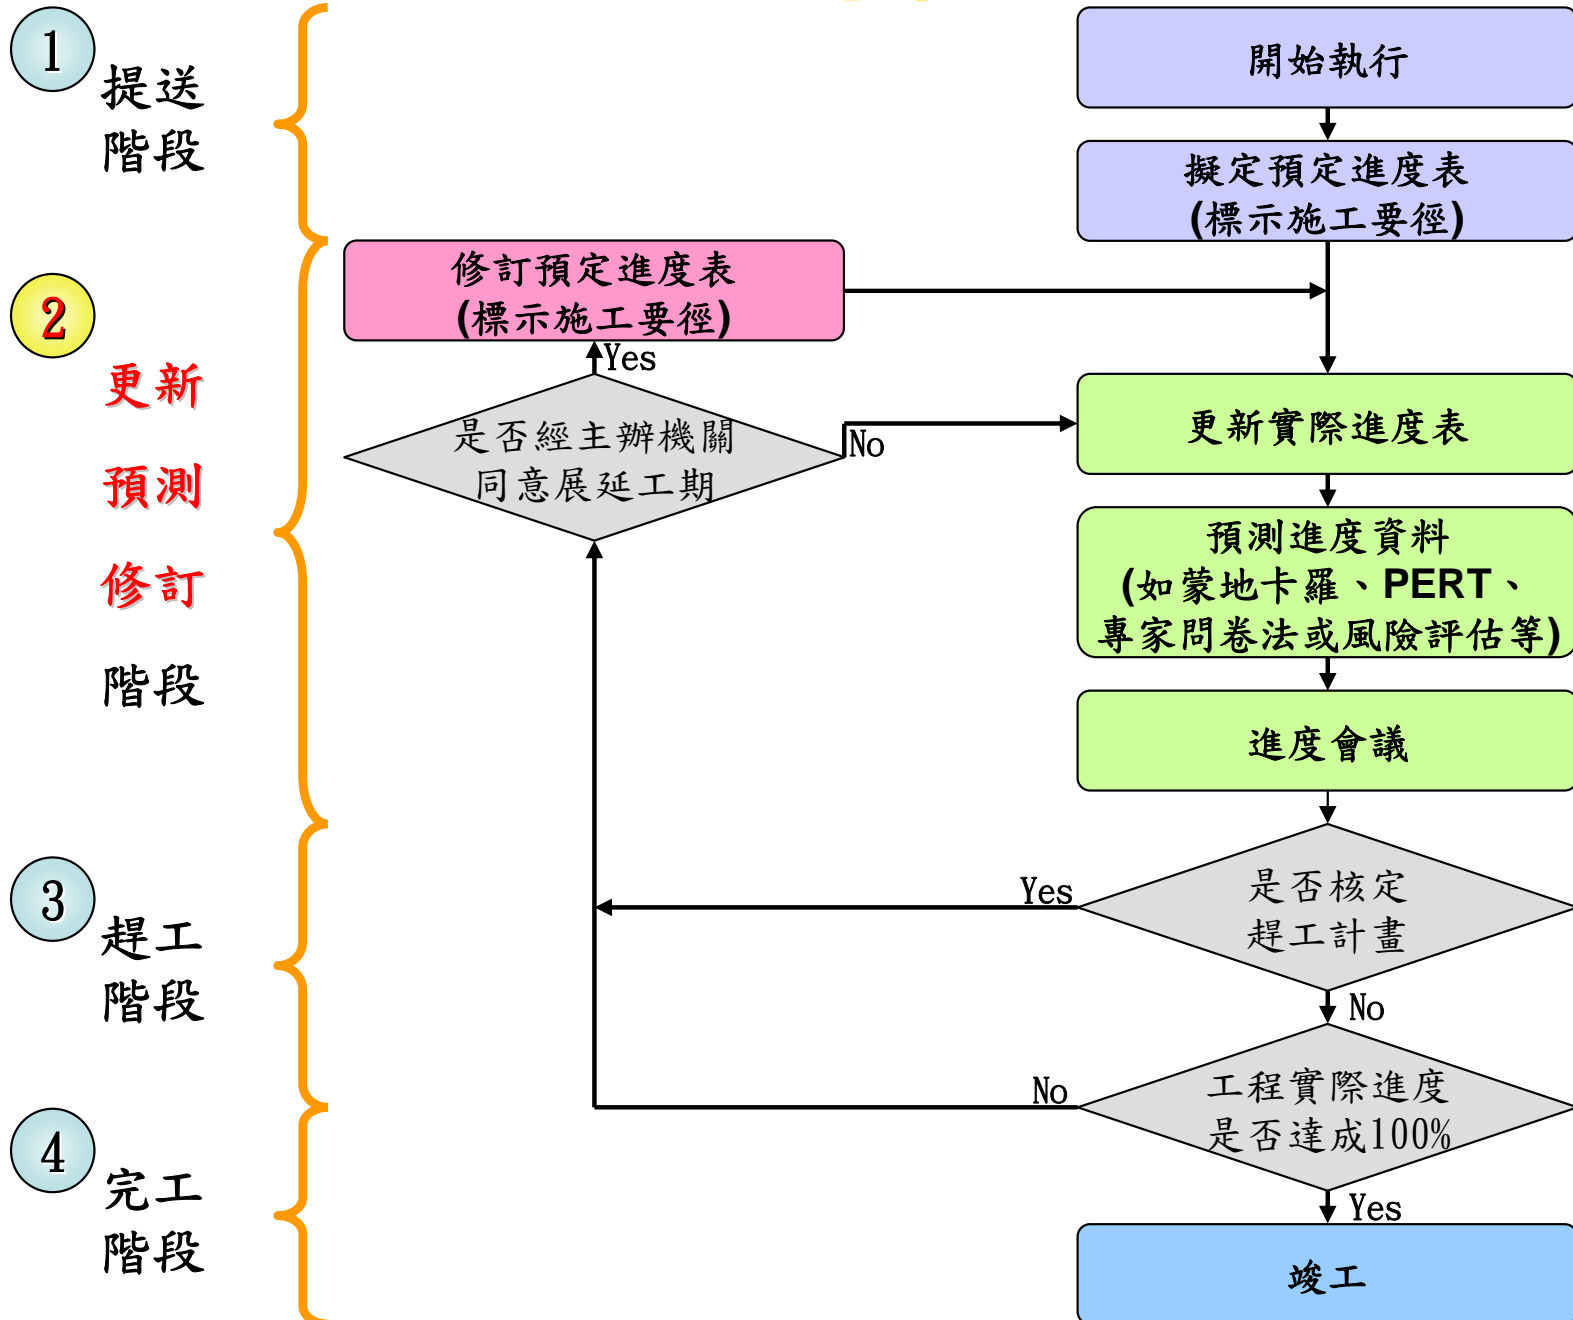 1
提送
階段
開始執行
擬定預定進度表
(標示施工要徑)
2
更新
預測
修訂
階段
修訂預定進度表
(標示施工要徑)
Yes
是否經主辦機關
同意展延工期
No
更新實際進度表
預測進度資料
(如蒙地卡羅、PERT、
專家問卷法或風險評估等)
進度會議
3
趕工
階段
Yes
是否核定
趕工計畫
No
4
完工
階段
No
工程實際進度
是否達成100%
Yes
竣工